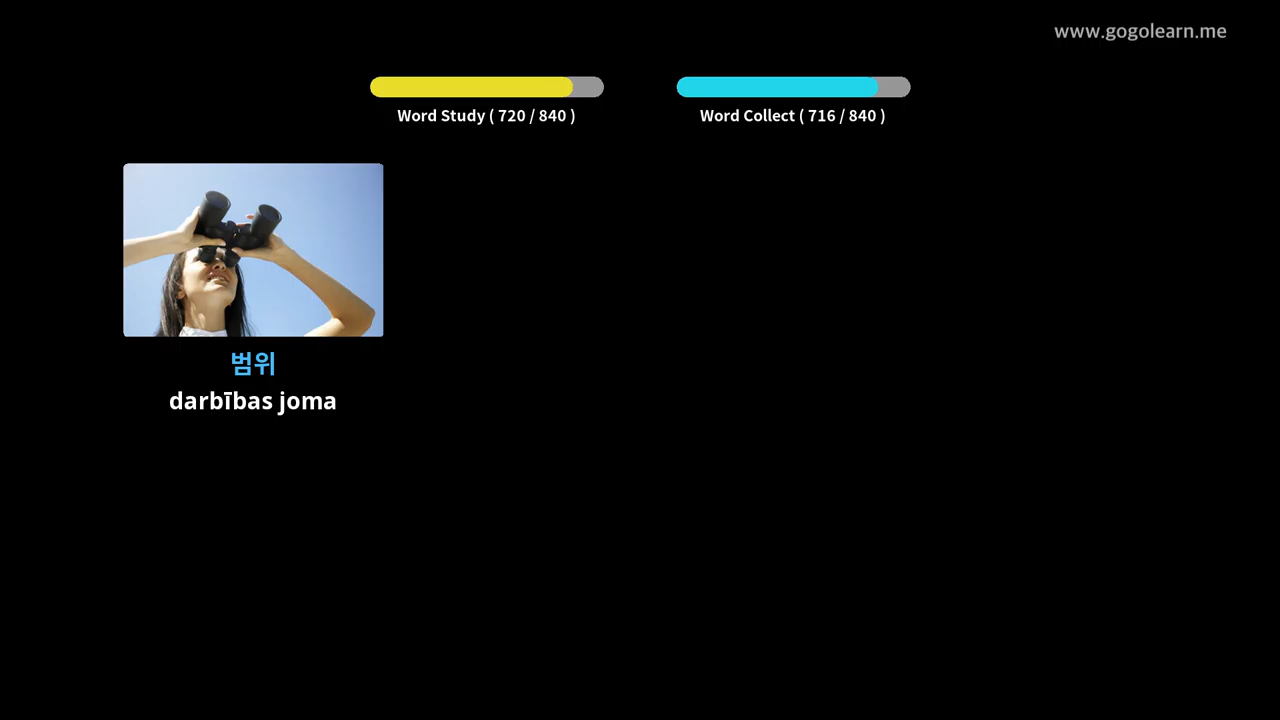 www.gogolearn.me
Word Study ( 720 / 840 )
Word Collect ( 716 / 840 )
범위
darbības joma